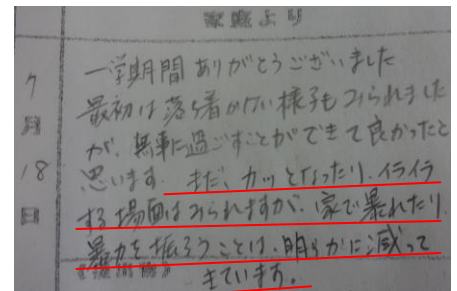 家庭より
7月18日
一学期間ありがとうございました
最初は落ち着かない様子もみられました
が、無事に過ごすことができて良かったと
思います。まだ、カッとなったり、イライラ
する場面はみられますが、家で暴れたり、
暴力を振るうことは、明らかに減って
きています。